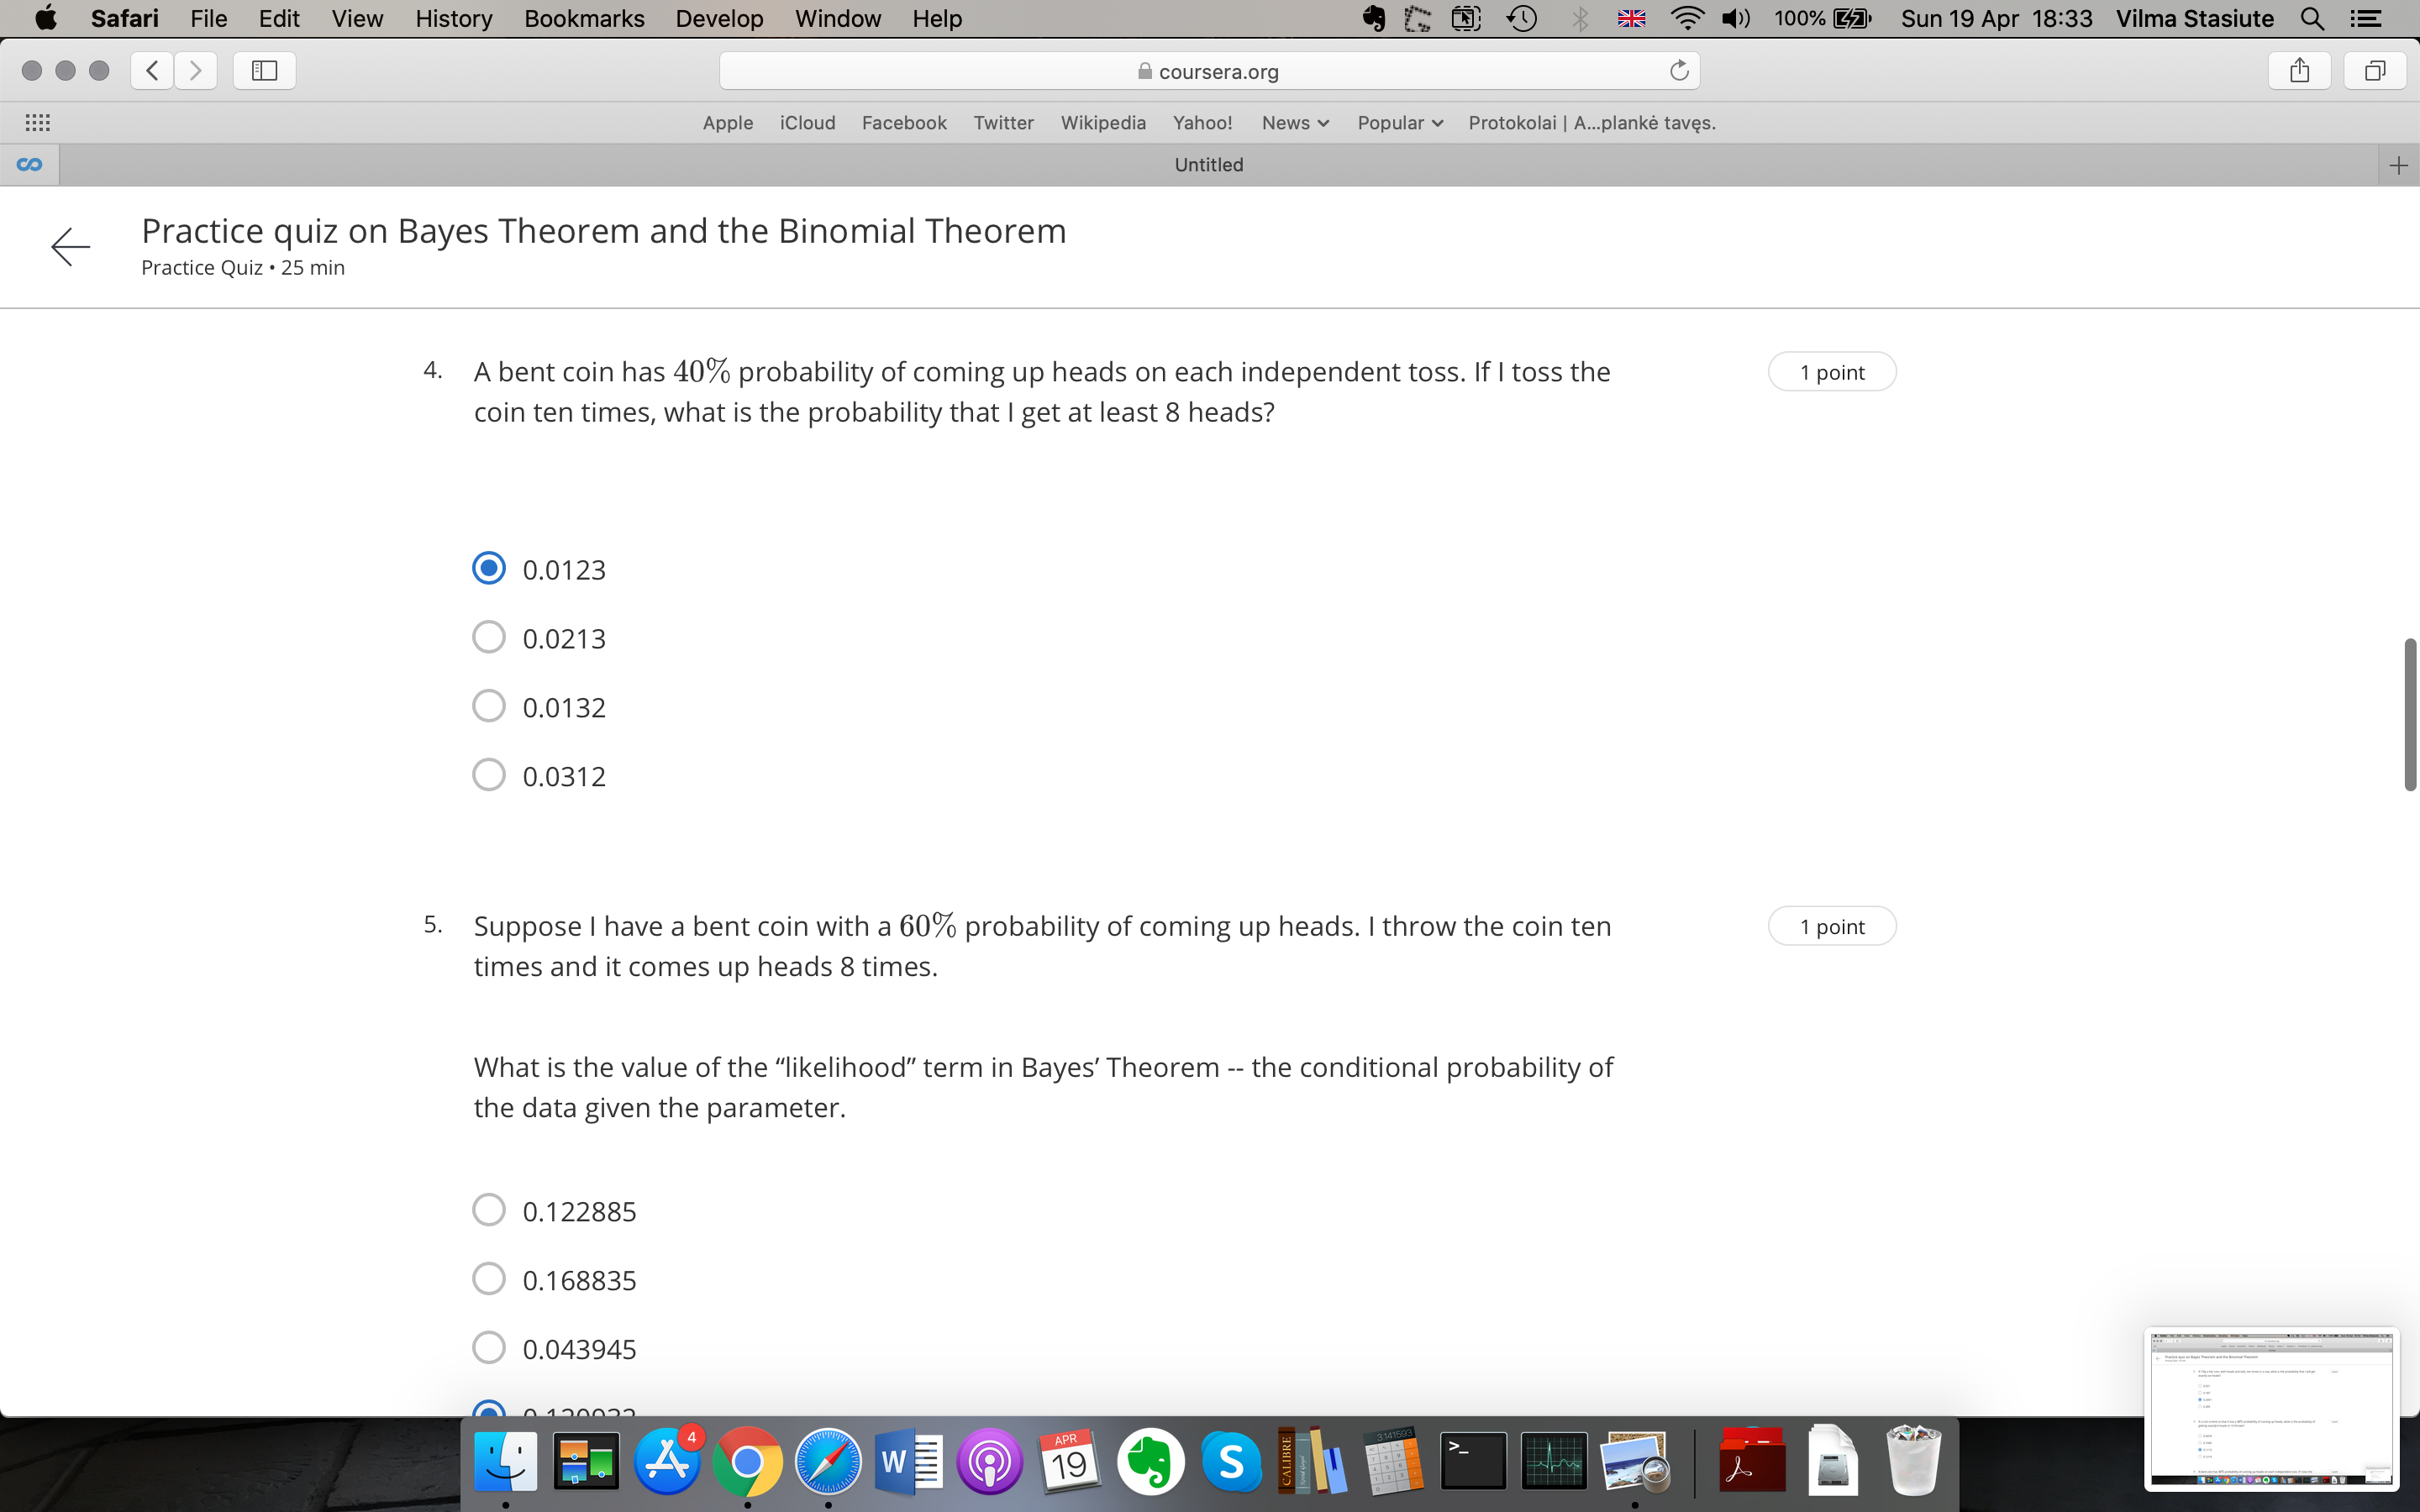 Safari File Edit View History Bookmarks Develop Window Help 100% Sun 19 Apr 18:33 Vilma Stasiute
coursera.org
Apple iCloud Facebook Twitter Wikipedia Yahoo! News Popular Protokolai | A...plankė tavęs.
Untitled
Practice quiz on Bayes Theorem and the Binomial Theorem
Practice Quiz • 25 min
4. A bent coin has 40% probability of coming up heads on each independent toss. If I toss the 1 point
coin ten times, what is the probability that I get at least 8 heads?
0.0123
0.0213
0.0132
0.0312
5. Suppose I have a bent coin with a 60% probability of coming up heads. I throw the coin ten 1 point
times and it comes up heads 8 times.
What is the value of the “likelihood” term in Bayes’ Theorem -- the conditional probability of
the data given the parameter.
0.122885
0.168835
0.043945
4
APR
19
W
S
CALIBRE
3.141593
>_